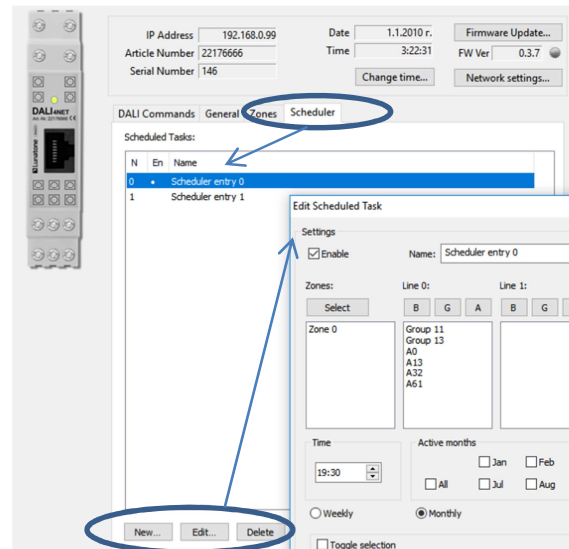 IP Address 192.168.0.99 Date 1.1.2010 r. Firmware Update...
Article Number 22176666 Time 3:22:31 FW Ver 0.3.7
Serial Number 146 Change time... Network settings...
DALI4NET
Lunatone
DALI Commands General Zones Scheduler
Scheduled Tasks:
N En Name
0 • Scheduler entry 0
1 Scheduler entry 1
Edit Scheduled Task
Settings
Enable Name: Scheduler entry 0
Zones: Line 0: Line 1:
Select B G A B G
Zone 0 Group 11
Group 13
A0
A13
A32
A61
Time Active months
Jan Feb
19:30 All Jul Aug
Weekly Monthly
Toggle selection
New... Edit... Delete